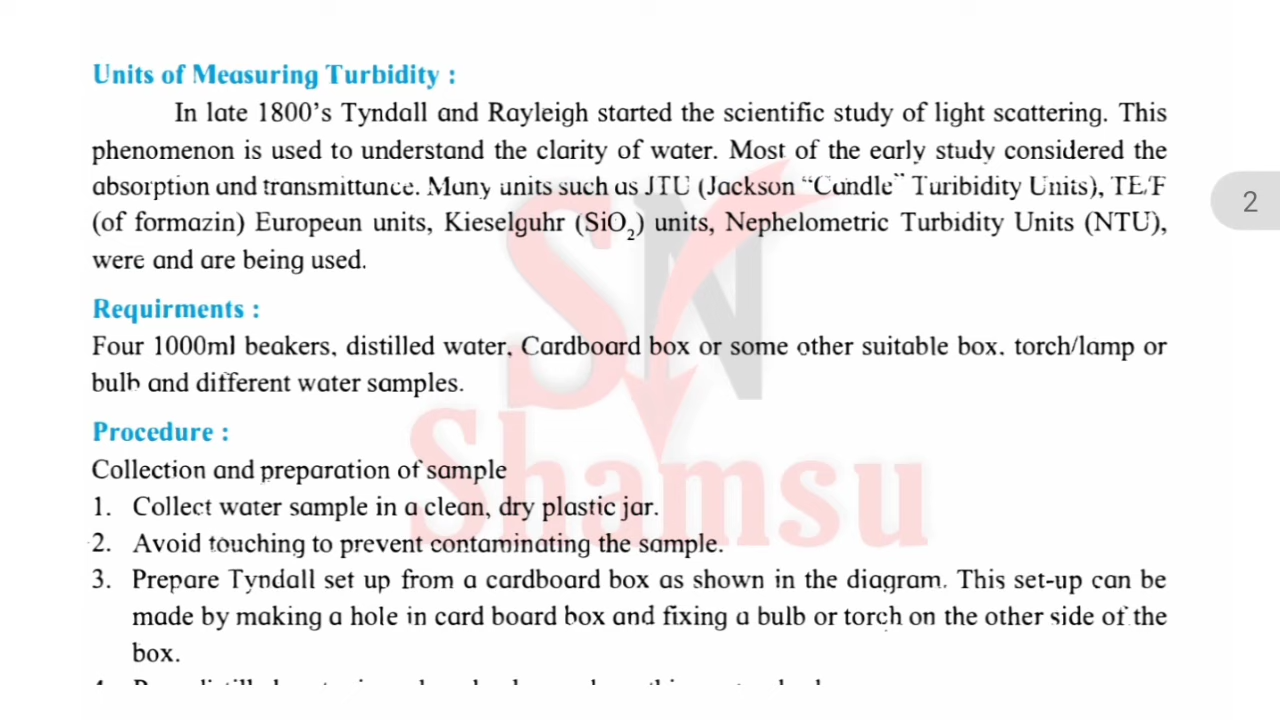 Units of Measuring Turbidity :
In late 1800's Tyndall and Rayleigh started the scientific study of light scattering. This
phenomenon is used to understand the clarity of water. Most of the early study considered the
absorption and transmittance. Many units such as JTU (Jackson "Candle" Turibidity Units), TE/F
(of formazin) European units, Kieselguhr (SiO₂) units, Nephelometric Turbidity Units (NTU),
were and are being used.
2
Requirments :
Four 1000ml beakers, distilled water, Cardboard box or some other suitable box, torch/lamp or
bulb and different water samples.
Procedure :
Collection and preparation of sample
1. Collect water sample in a clean, dry plastic jar.
2. Avoid touching to prevent contaminating the sample.
3. Prepare Tyndall set up from a cardboard box as shown in the diagram. This set-up can be
made by making a hole in card board box and fixing a bulb or torch on the other side of the
box.
SN
Shamsu